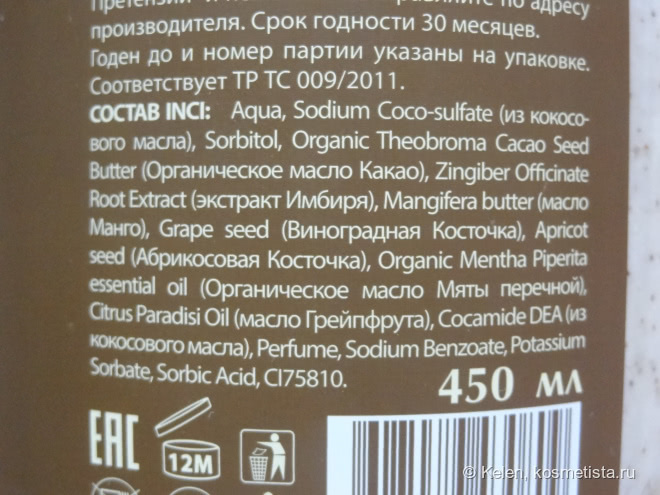 по адресу
производителя. Срок годности 30 месяцев.
Годен до и номер партии указаны на упаковке.
Соответствует ТР ТС 009/2011.
СОСТАВ INCI: Aqua, Sodium Coco-sulfate (из кокосо-
вого масла), Sorbitol, Organic Theobroma Cacao Seed
Butter (Органическое масло Какао), Zingiber Officinate
Root Extract (экстракт Имбиря), Mangifera butter (масло
Манго), Grape seed (Виноградная Косточка), Apricot
seed (Абрикосовая Косточка), Organic Mentha Piperita
essential oil (Органическое масло Мяты перечной),
Citrus Paradisi Oil (масло Грейпфрута), Cocamide DEA (из
кокосового масла), Perfume, Sodium Benzoate, Potassium
Sorbate, Sorbic Acid, CI75810.
450 мл
EAC
12M
© Kelen, kosmetista.ru